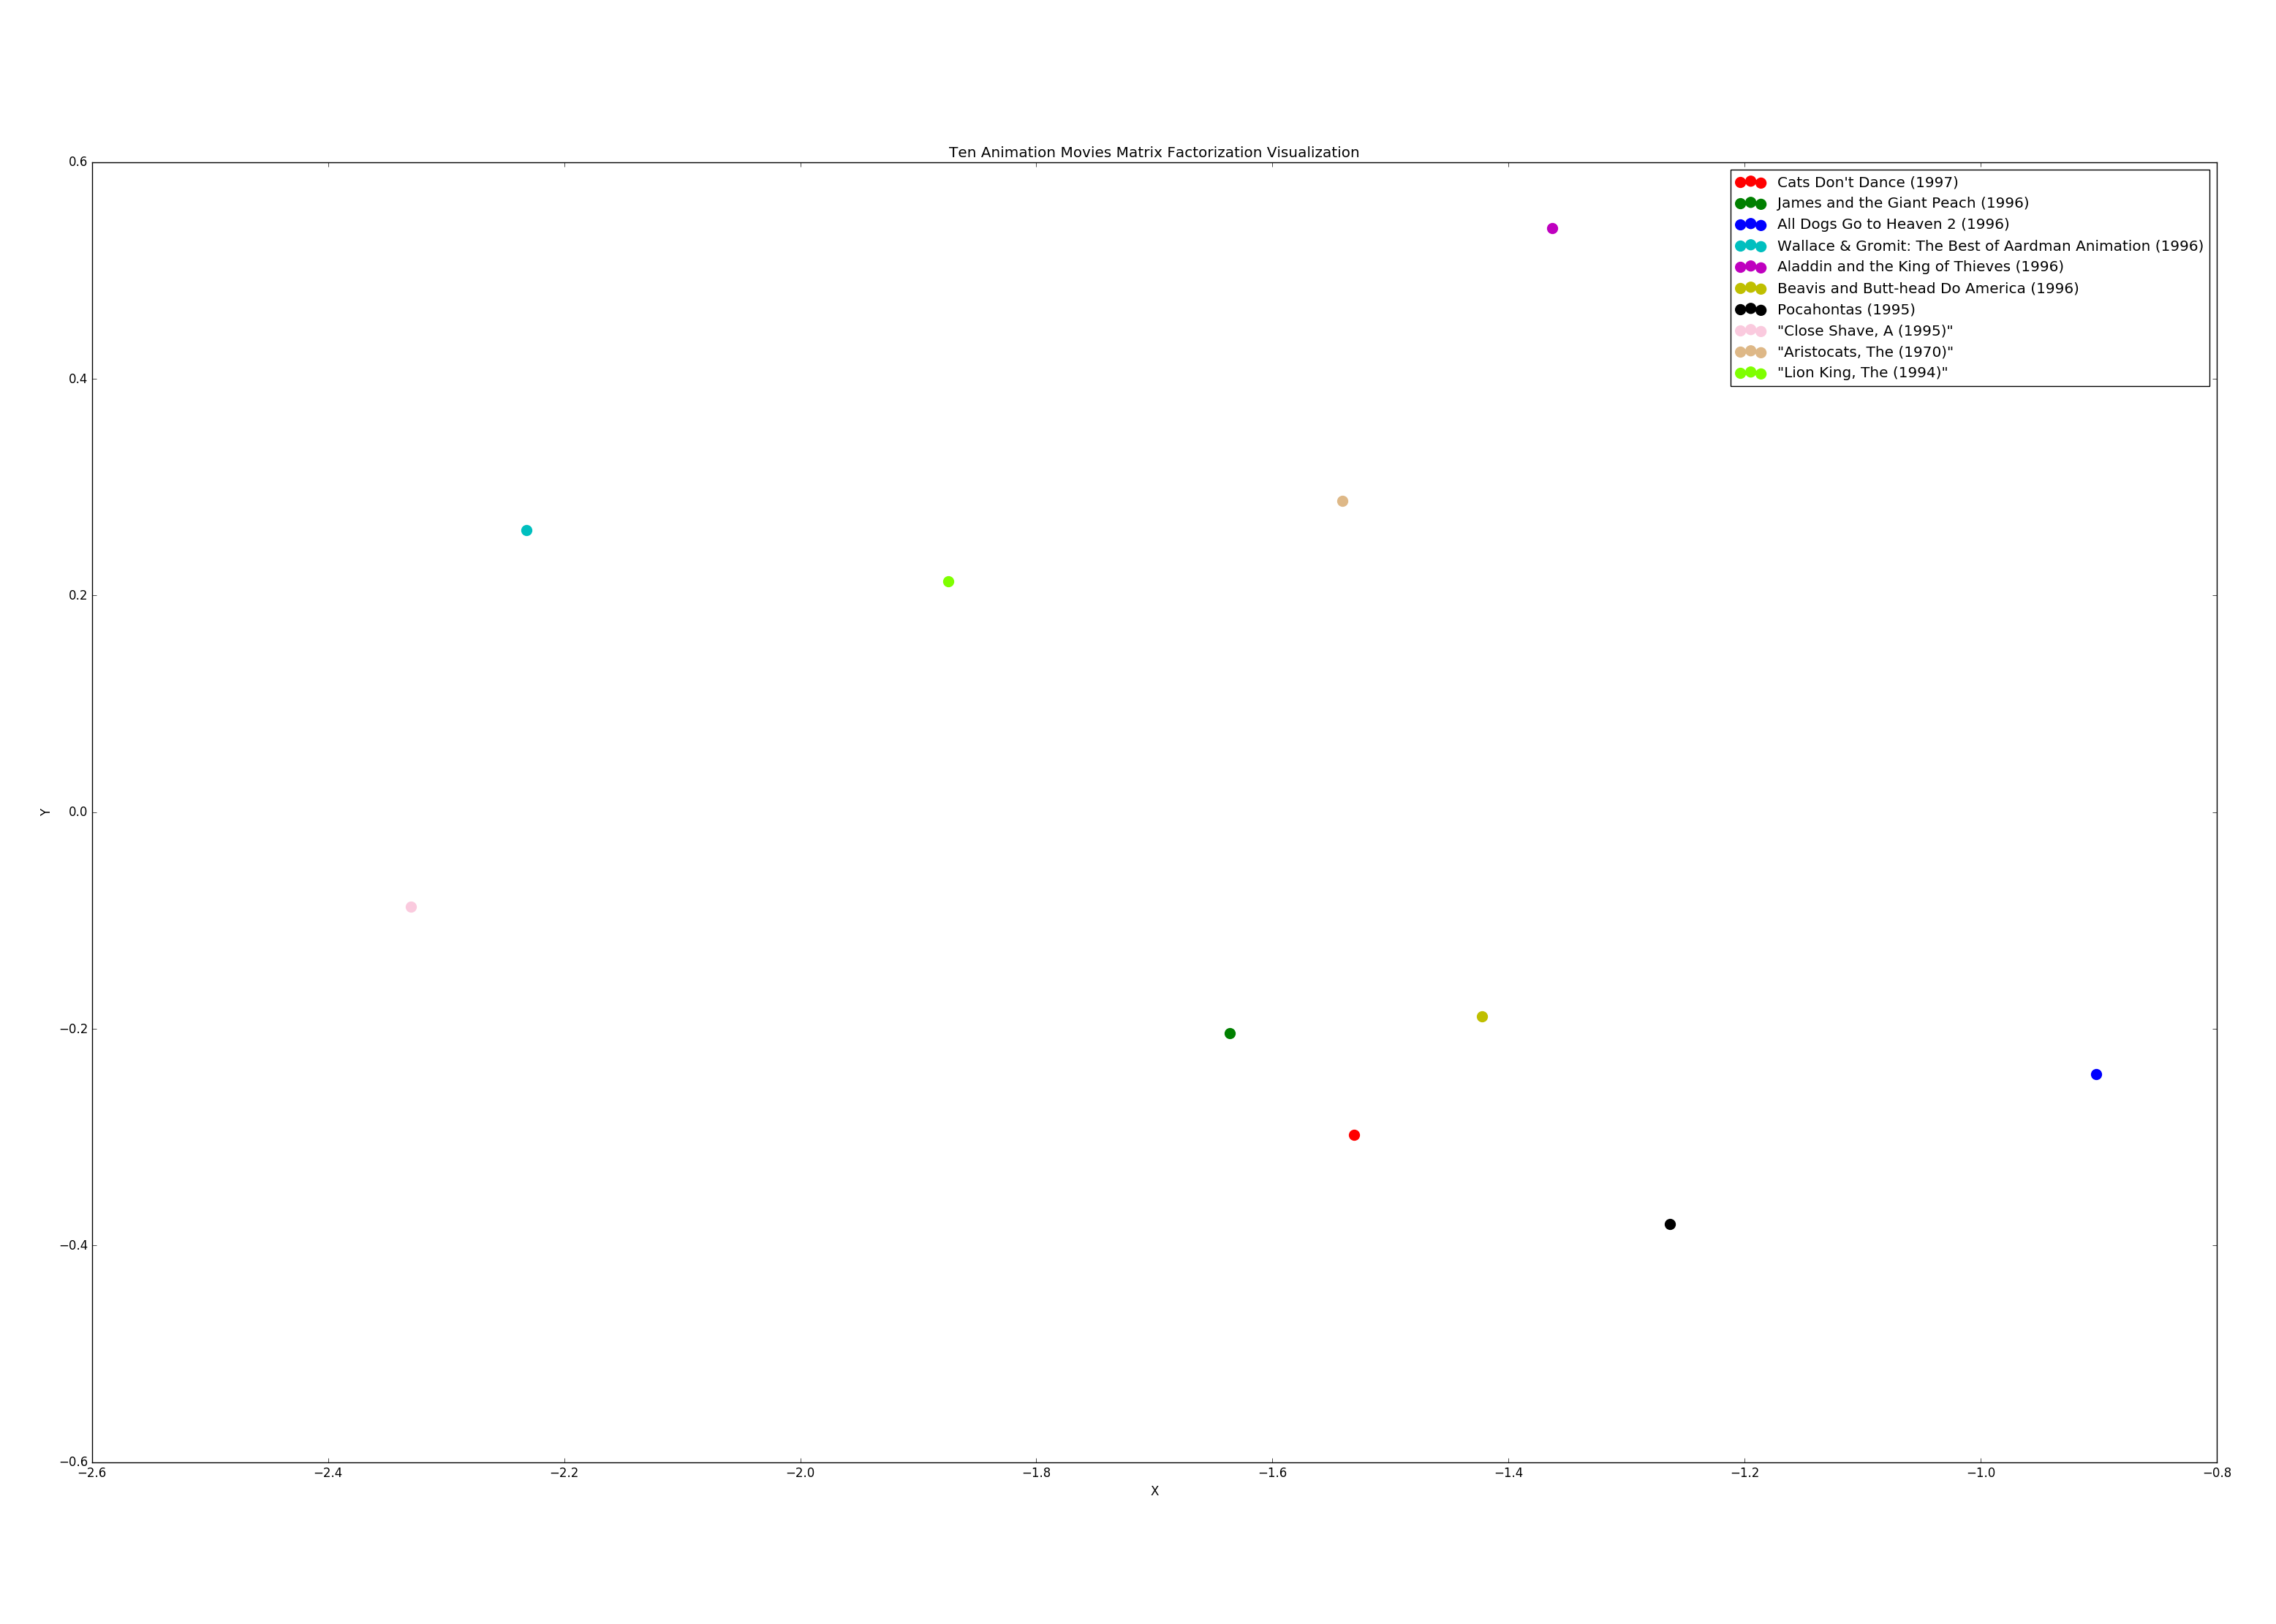 Ten Animation Movies Matrix Factorization Visualization
0.6
0.4
0.2
0.0
−0.2
−0.4
−0.6
Y
Cats Don't Dance (1997)
James and the Giant Peach (1996)
All Dogs Go to Heaven 2 (1996)
Wallace & Gromit: The Best of Aardman Animation (1996)
Aladdin and the King of Thieves (1996)
Beavis and Butt-head Do America (1996)
Pocahontas (1995)
"Close Shave, A (1995)"
"Aristocats, The (1970)"
"Lion King, The (1994)"
−2.6 −2.4 −2.2 −2.0 −1.8 −1.6 −1.4 −1.2 −1.0 −0.8
X